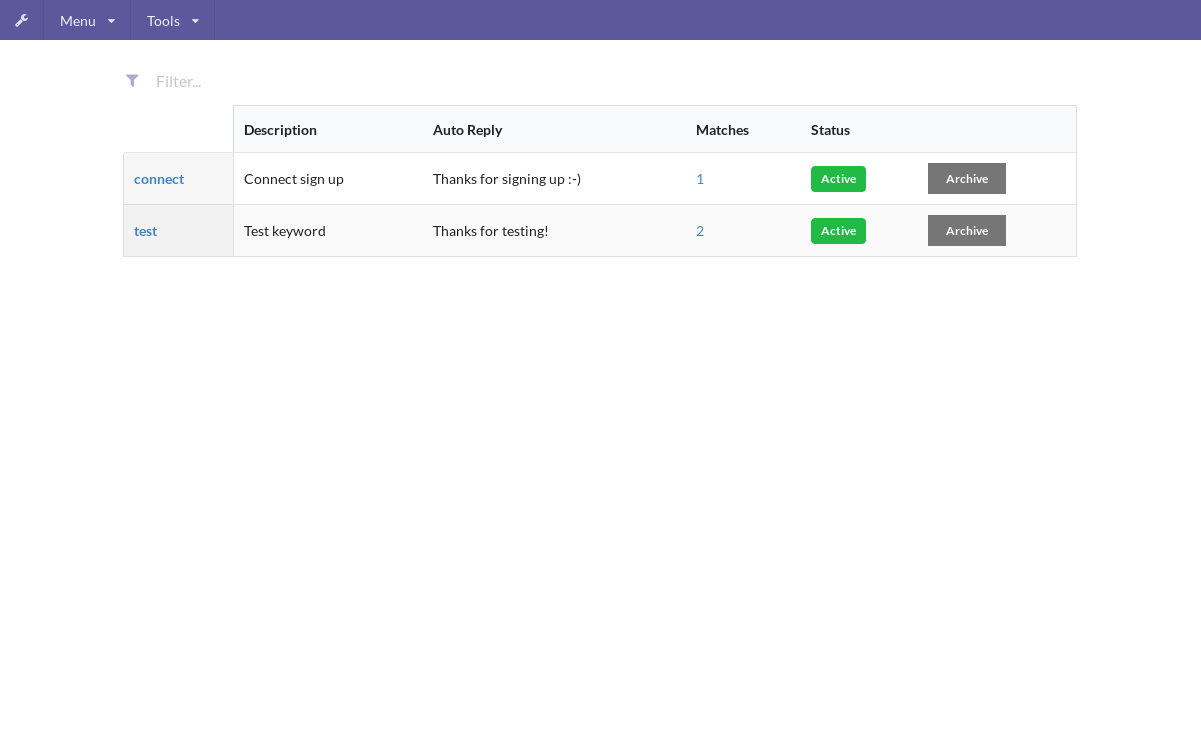 Menu Tools
Filter...
Description Auto Reply Matches Status
connect Connect sign up Thanks for signing up :-) 1 Active Archive
test Test keyword Thanks for testing! 2 Active Archive